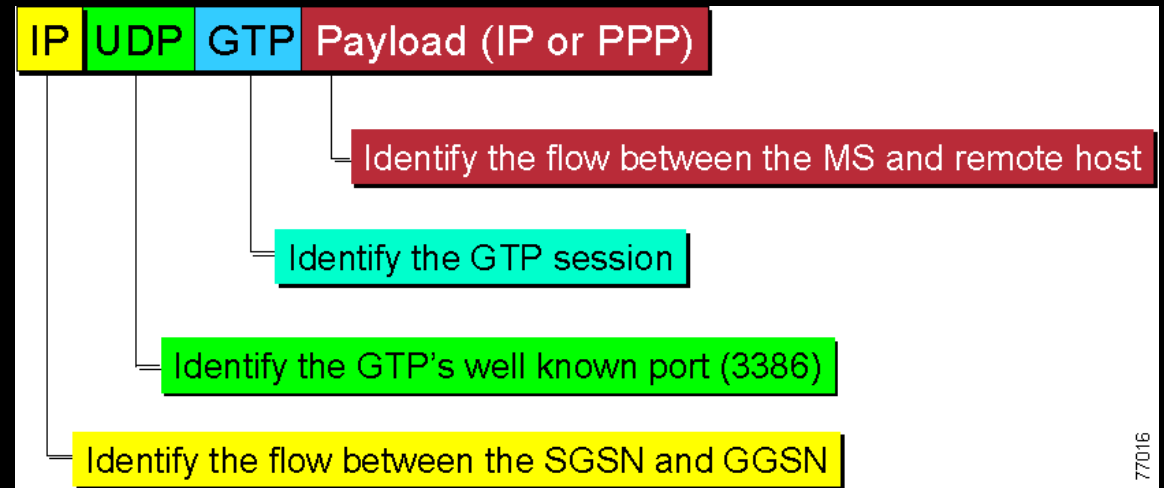 IP UDP GTP Payload (IP or PPP)
Identify the flow between the MS and remote host
Identify the GTP session
Identify the GTP's well known port (3386)
Identify the flow between the SGSN and GGSN
77016